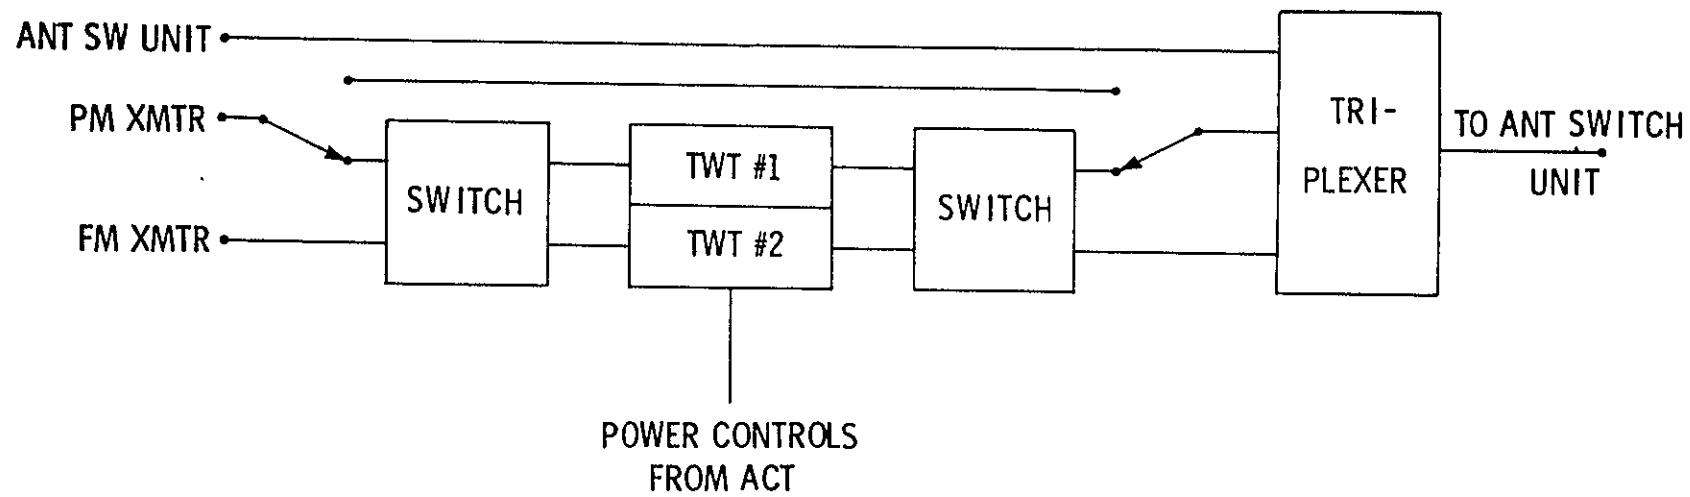 ANT SW UNIT
PM XMTR
FM XMTR
SWITCH
TWT #1
TWT #2
SWITCH
TRI-
PLEXER
TO ANT SWITCH
UNIT
POWER CONTROLS
FROM ACT